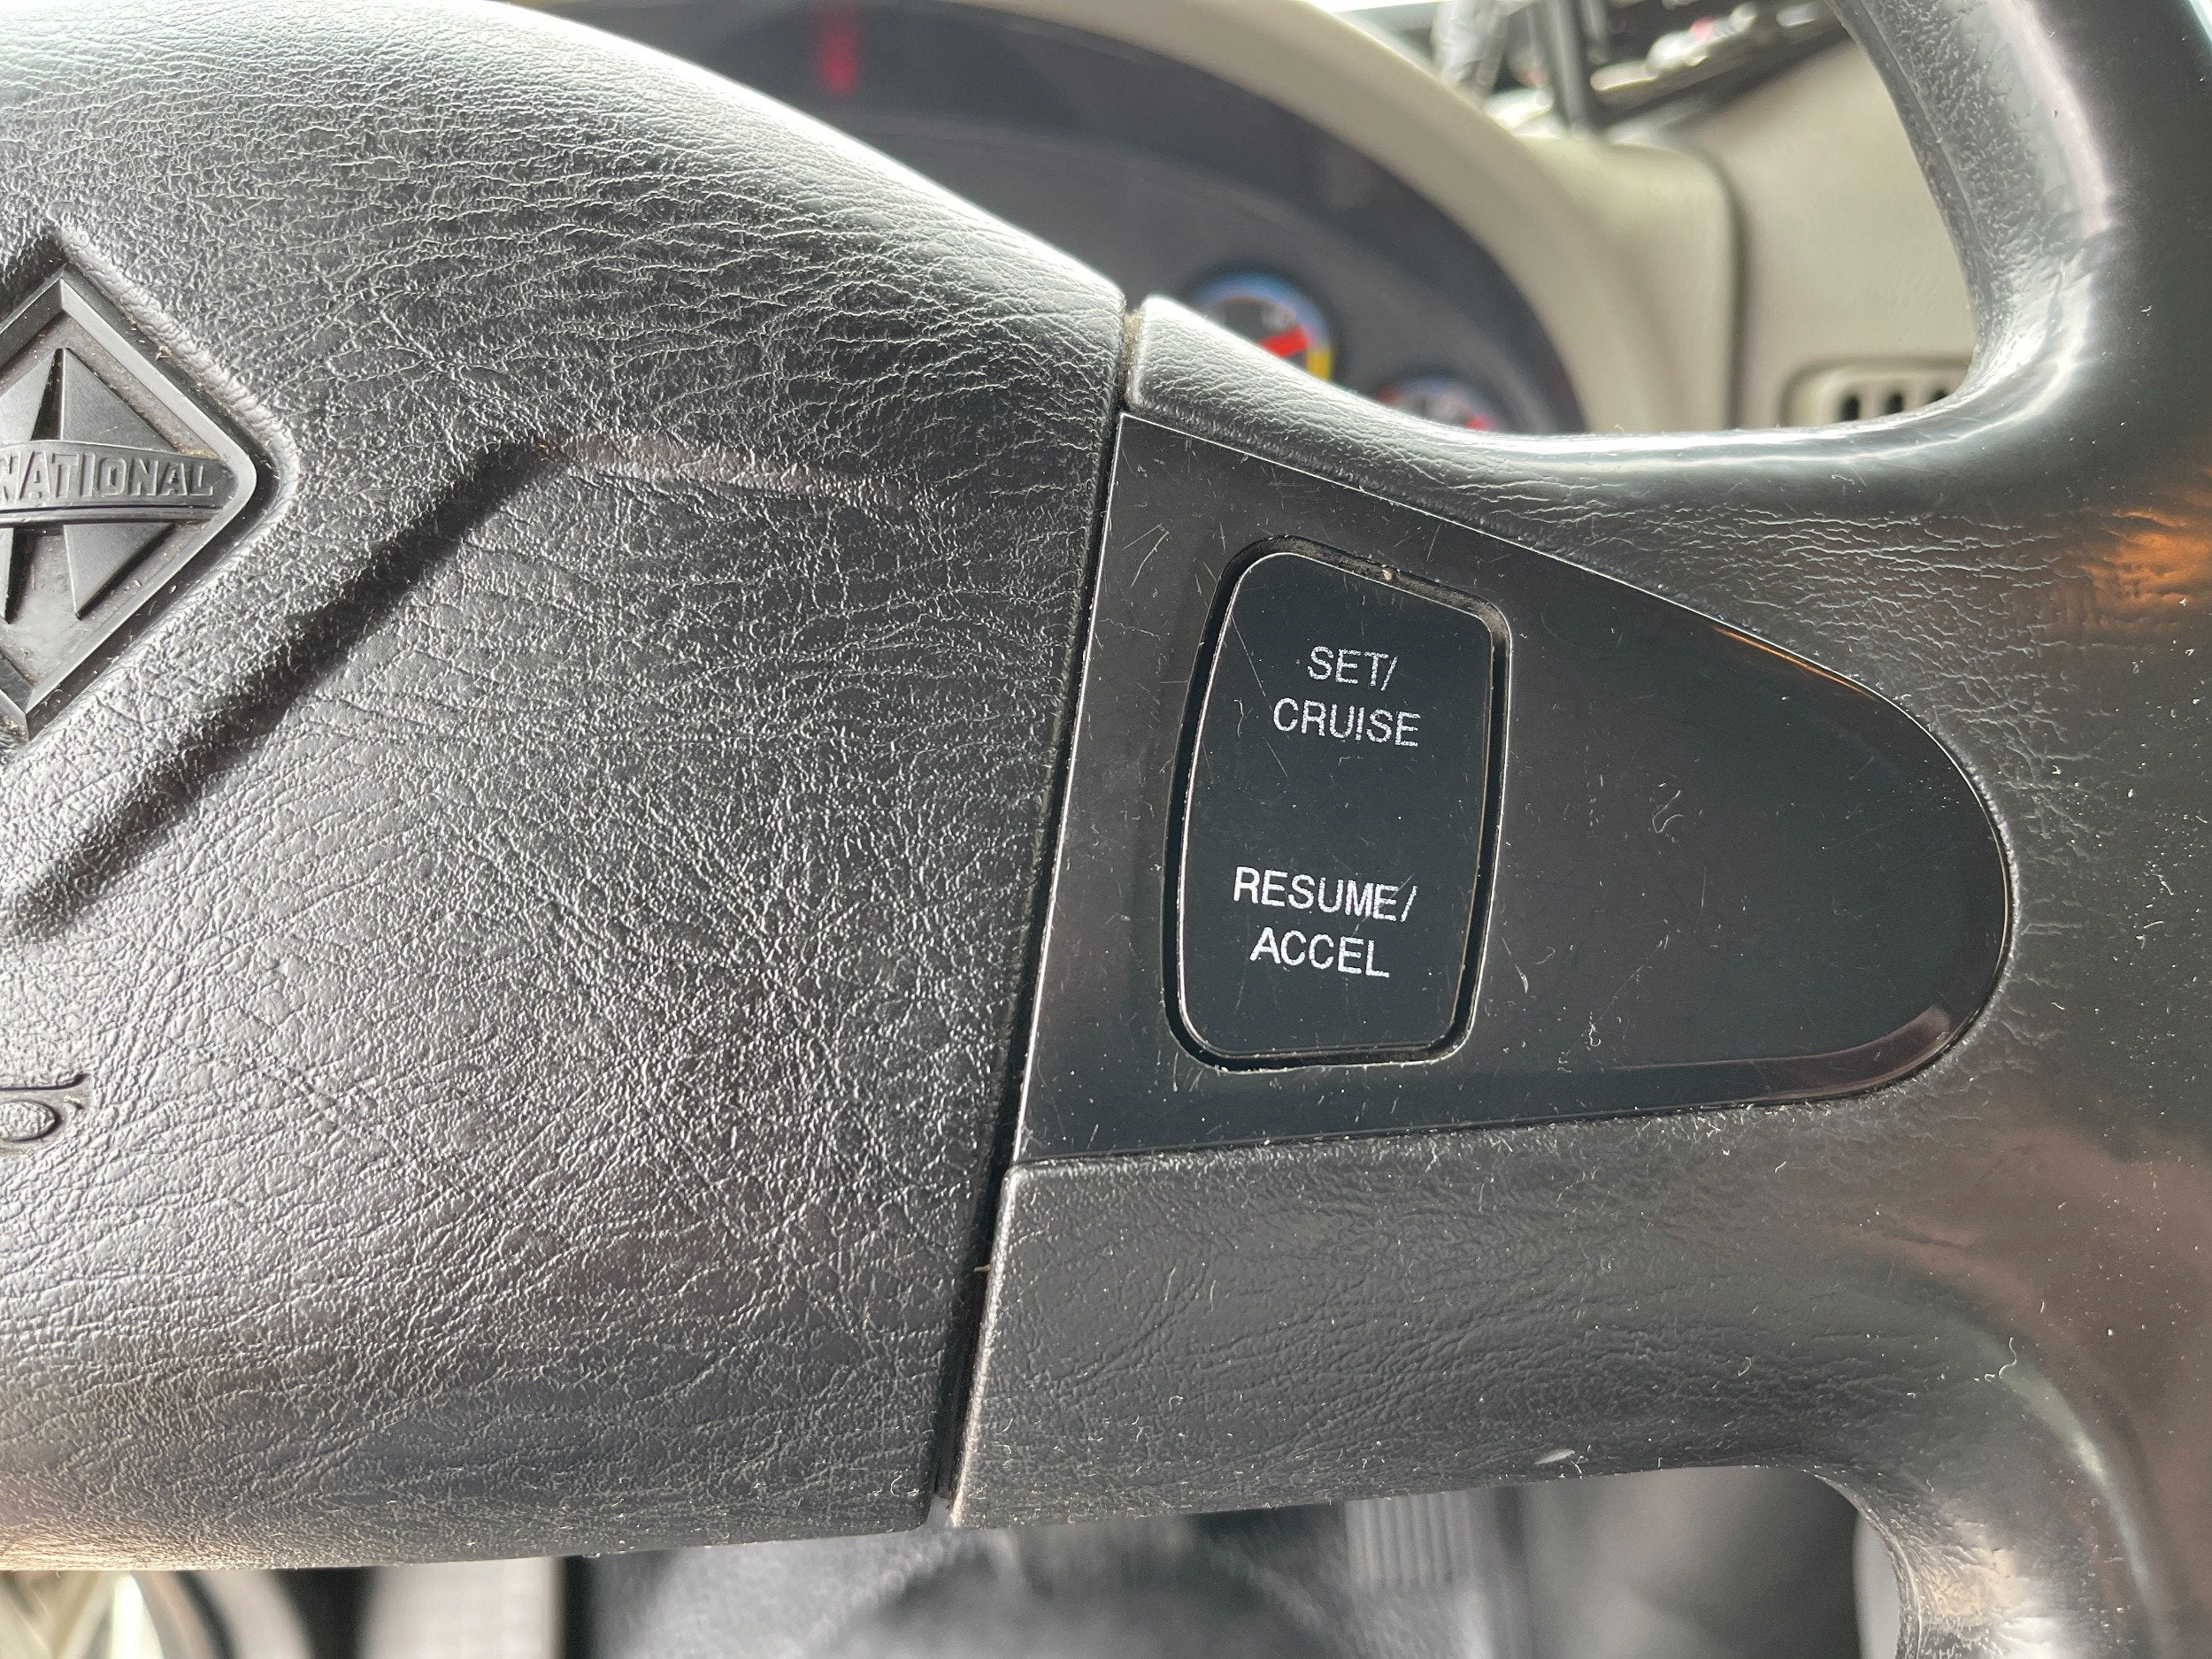 NATIONAL
SET/
CRUISE
RESUME/
ACCEL